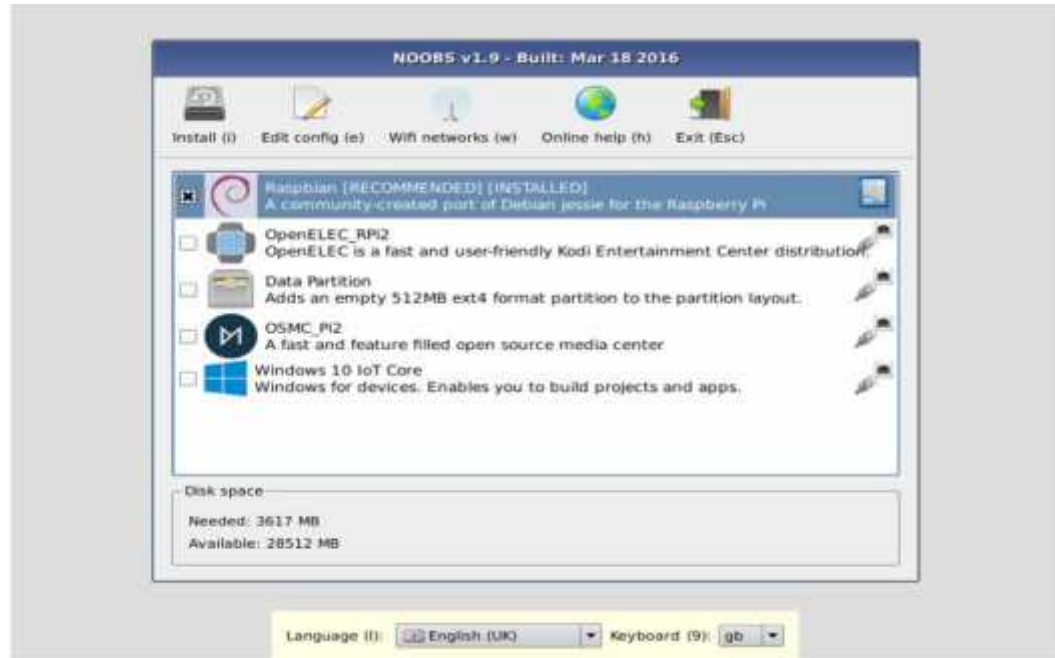 NOOBS v1.9 - Built: Mar 18 2016
Install (i) Edit config (e) Wifi networks (w) Online help (h) Exit (Esc)
Raspbian [RECOMMENDED] [INSTALLED]
A community-created port of Debian jessie for the Raspberry Pi
OpenELEC_RPi2
OpenELEC is a fast and user-friendly Kodi Entertainment Center distribution.
Data Partition
Adds an empty 512MB ext4 format partition to the partition layout.
OSMC_Pi2
A fast and feature filled open source media center
Windows 10 IoT Core
Windows for devices. Enables you to build projects and apps.
Disk space
Needed: 3617 MB
Available: 28512 MB
Language (l): English (UK) Keyboard (9): gb